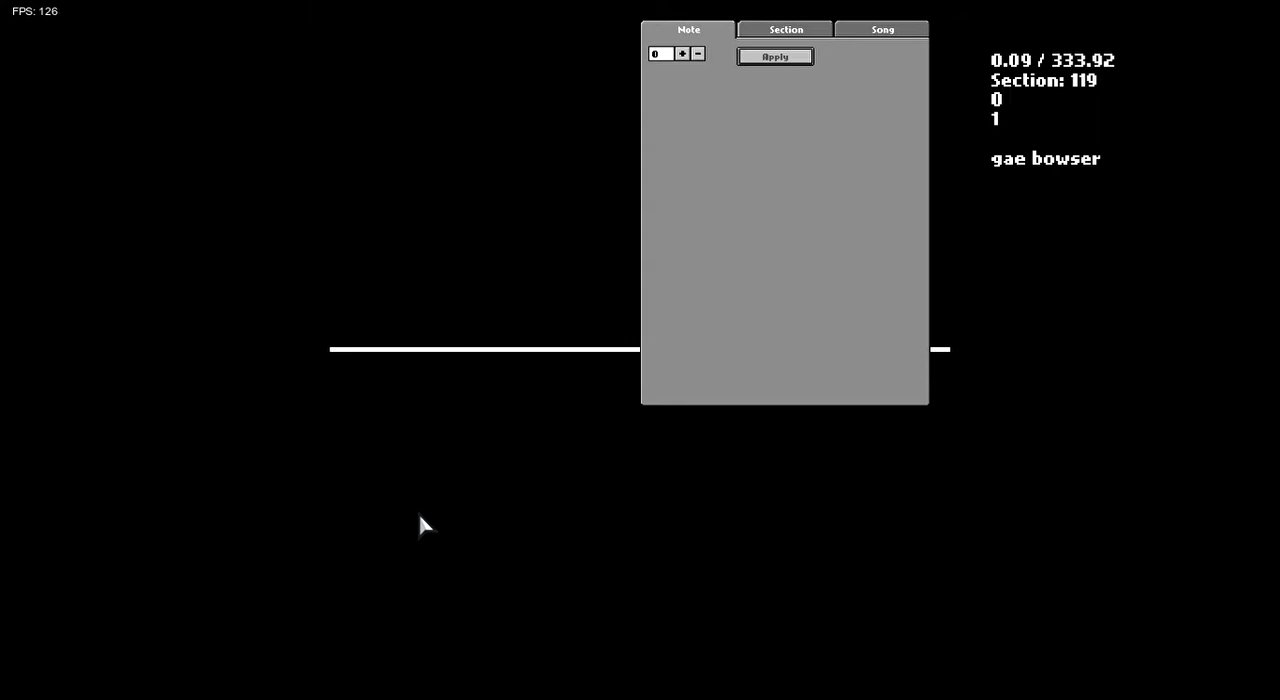 FPS: 126
Note
Section
Song
0 + -
Apply
0.09 / 333.92
Section: 119
0
1
gae bowser